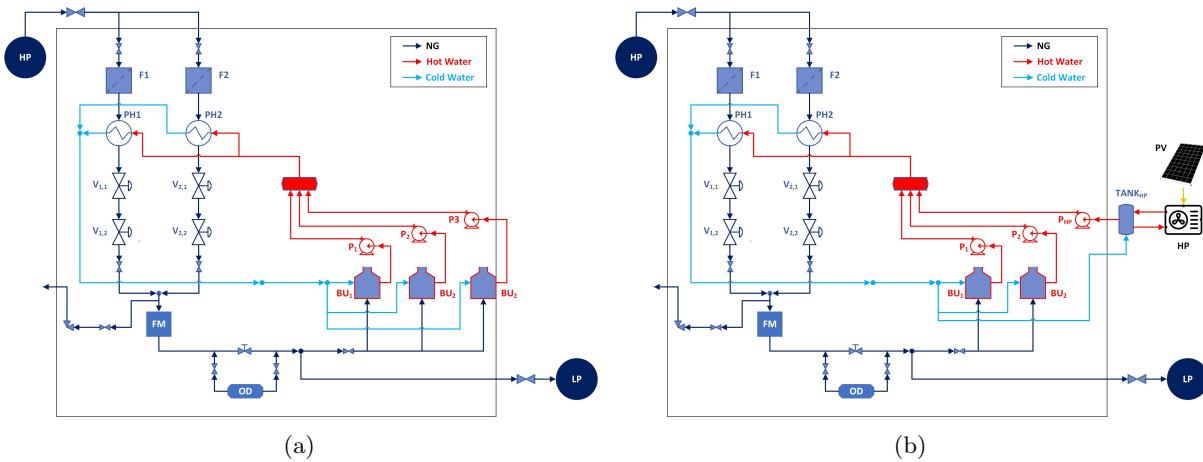 HP
NG
Hot Water
Cold Water
F1
F2
PH1
PH2
V1,1
V2,1
V1,2
V2,2
P3
P2
P1
BU1
BU2
BU2
FM
OD
LP
(a)
HP
NG
Hot Water
Cold Water
F1
F2
PH1
PH2
PV
V1,1
V2,1
TANKHP
PHP
HP
V1,2
V2,2
P2
P1
BU1
BU2
FM
OD
LP
(b)